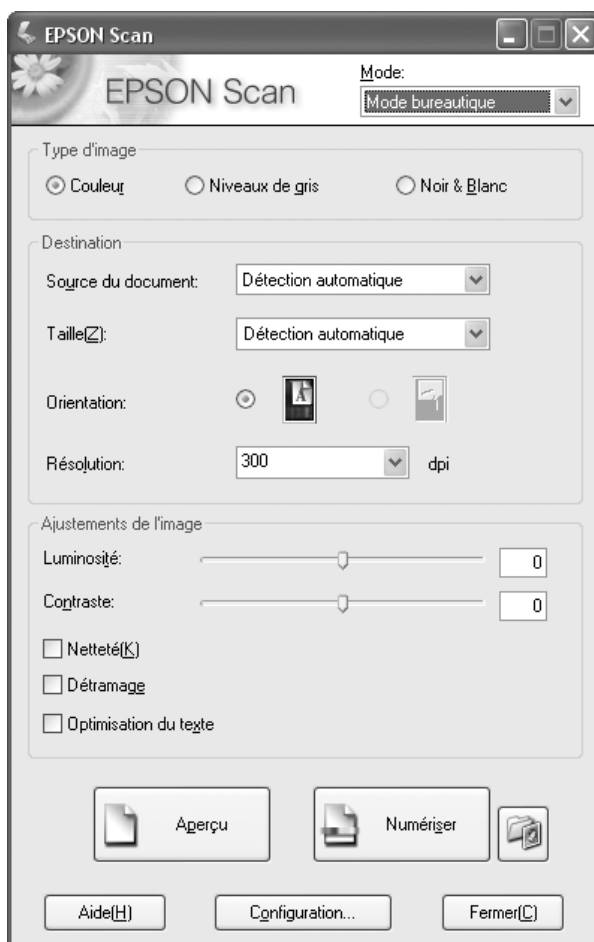 EPSON Scan
EPSON Scan
Mode:
Mode bureautique
Type d'image
Couleur Niveaux de gris Noir & Blanc
Destination
Source du document: Détection automatique
Taille(Z): Détection automatique
Orientation: A
Résolution: 300 dpi
Ajustements de l'image
Luminosité: 0
Contraste: 0
Netteté(K)
Détramage
Optimisation du texte
Aperçu Numériser
Aide(H) Configuration... Fermer(C)